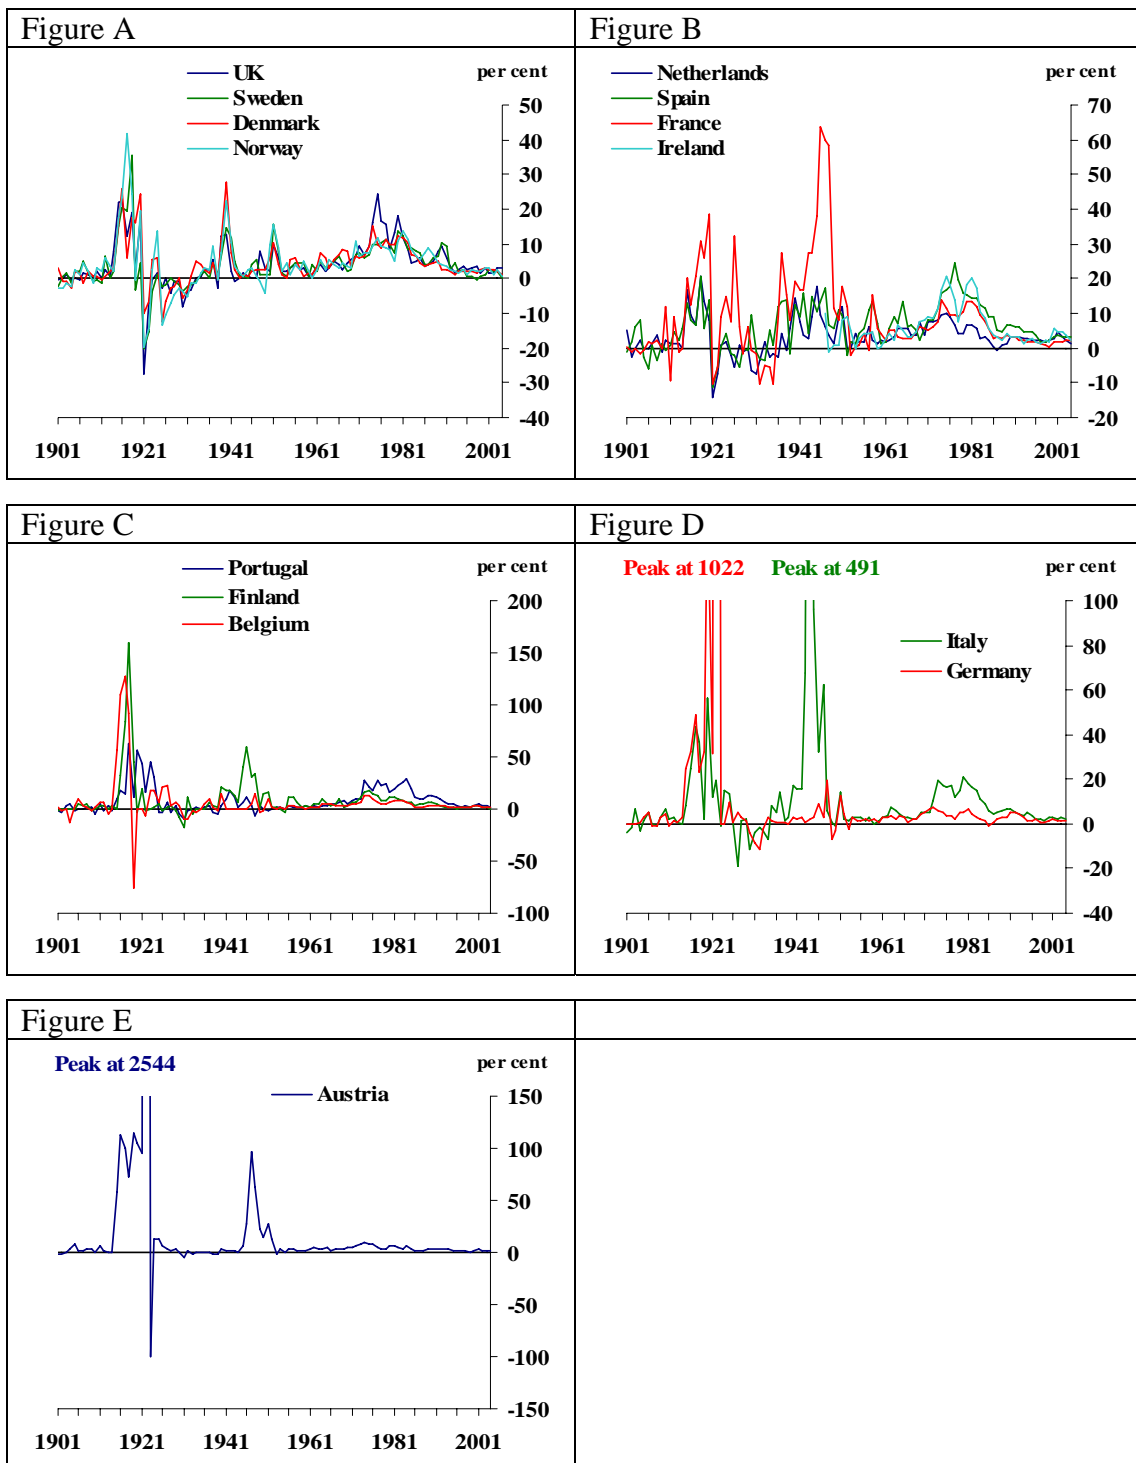 Figure A
per cent
UK
Sweden
Denmark
Norway
50
40
30
20
10
0
-10
-20
-30
-40
1901 1921 1941 1961 1981 2001
Figure B
per cent
Netherlands
Spain
France
Ireland
70
60
50
40
30
20
10
0
-10
-20
1901 1921 1941 1961 1981 2001
Figure C
per cent
Portugal
Finland
Belgium
200
150
100
50
0
-50
-100
1901 1921 1941 1961 1981 2001
Figure D
Peak at 1022 Peak at 491 per cent
Italy
Germany
100
80
60
40
20
0
-20
-40
1901 1921 1941 1961 1981 2001
Figure E
Peak at 2544 per cent
Austria
150
100
50
0
-50
-100
-150
1901 1921 1941 1961 1981 2001